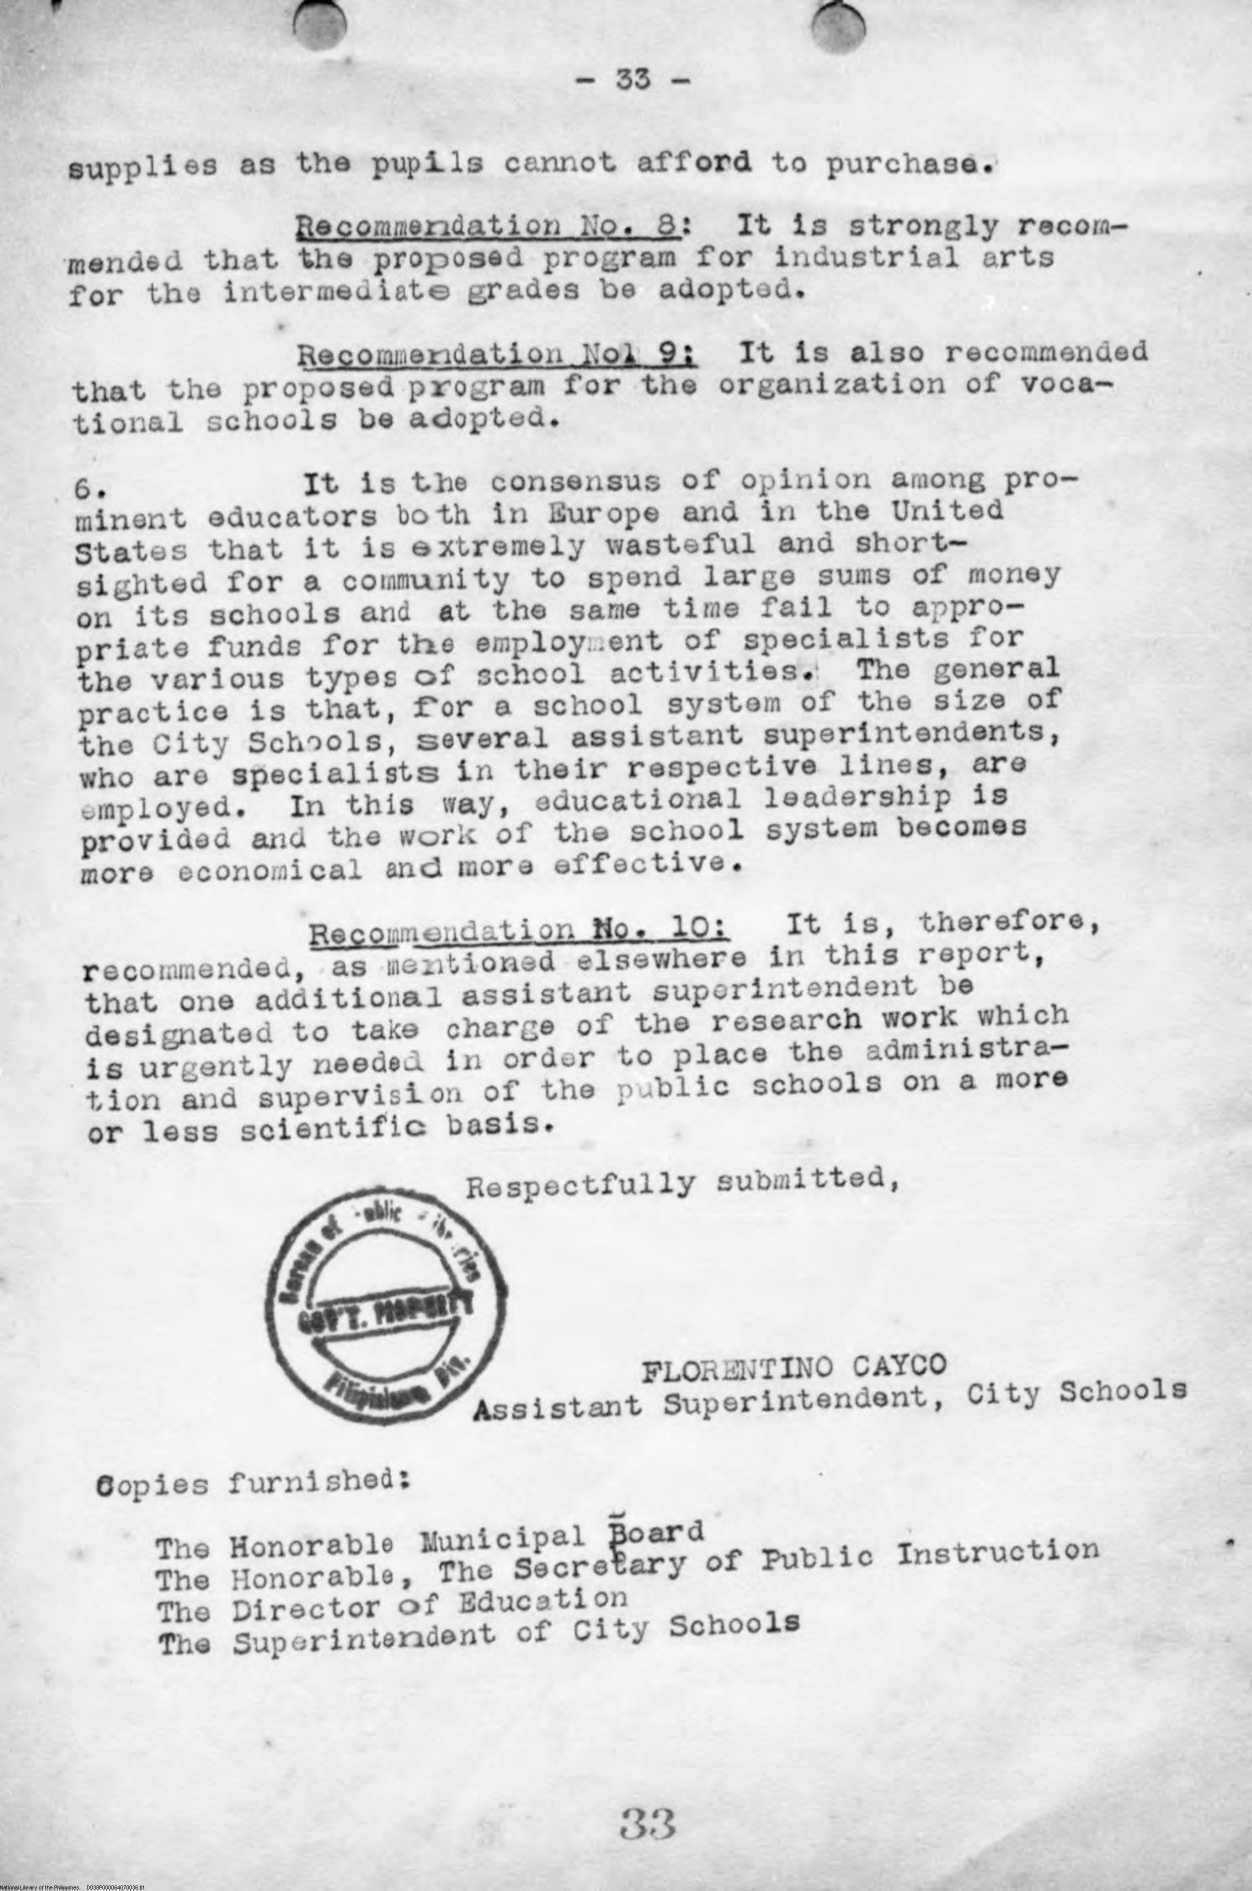 - 33 -
supplies as the pupils cannot afford to purchase.
Recommendation No. 8: It is strongly recom-
mended that the proposed program for industrial arts
for the intermediate grades be adopted.
Recommendation Nol 9: It is also recommended
that the proposed program for the organization of voca-
tional schools be adopted.
6. It is the consensus of opinion among pro-
minent educators both in Europe and in the United
States that it is extremely wasteful and short-
sighted for a community to spend large sums of money
on its schools and at the same time fail to appro-
priate funds for the employment of specialists for
the various types of school activities. The general
practice is that, for a school system of the size of
the City Schools, several assistant superintendents,
who are specialists in their respective lines, are
employed. In this way, educational leadership is
provided and the work of the school system becomes
more economical and more effective.
Recommendation No. 10: It is, therefore,
recommended, as mentioned elsewhere in this report,
that one additional assistant superintendent be
designated to take charge of the research work which
is urgently needed in order to place the administra-
tion and supervision of the public schools on a more
or less scientific basis.
Respectfully submitted,
Bureau of Public Libraries
GOV'T. PROPERTY
Filipiniana Div.
FLORENTINO CAYCO
Assistant Superintendent, City Schools
Copies furnished:
The Honorable Municipal Board
The Honorable, The Secretary of Public Instruction
The Director of Education
The Superintendent of City Schools
33
National Library of the Philippines